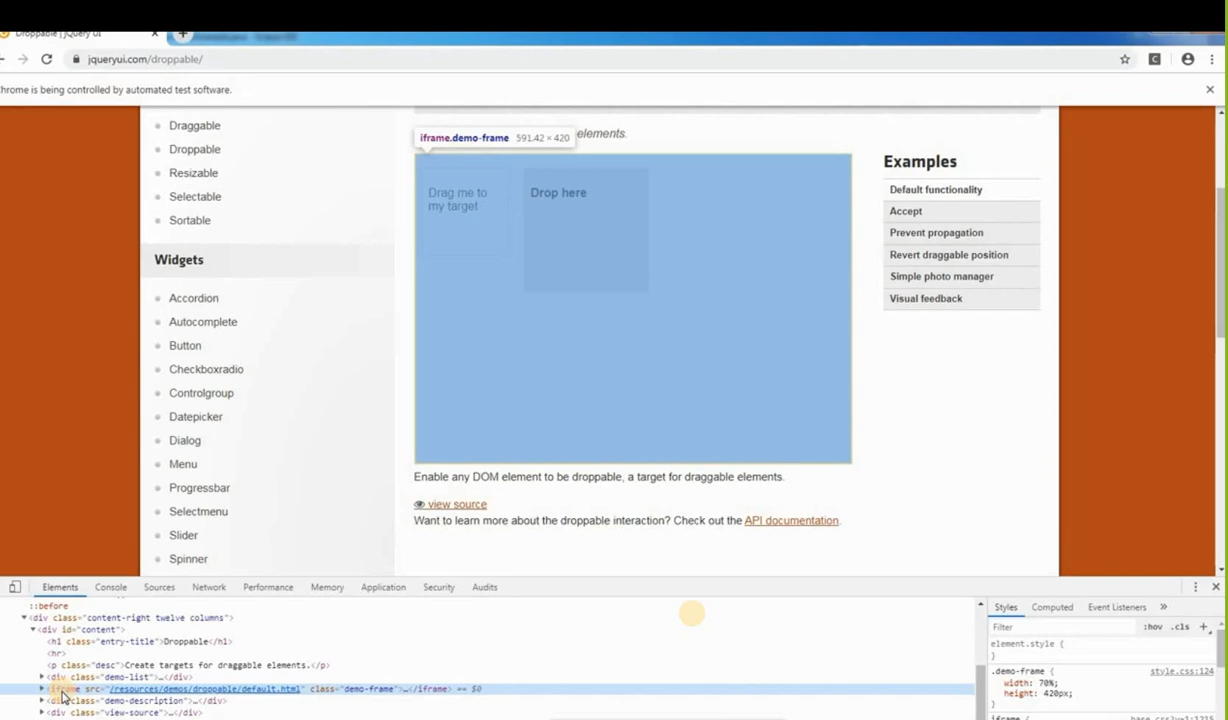 Droppable | jQuery UI
jqueryui.com/droppable/
hrome is being controlled by automated test software.
Draggable
Droppable
Resizable
Selectable
Sortable
Widgets
Accordion
Autocomplete
Button
Checkboxradio
Controlgroup
Datepicker
Dialog
Menu
Progressbar
Selectmenu
Slider
Spinner
elements.
iframe.demo-frame 591.42 × 420
Drag me to
my target
Drop here
Enable any DOM element to be droppable, a target for draggable elements.
view source
Want to learn more about the droppable interaction? Check out the API documentation.
Examples
Default functionality
Accept
Prevent propagation
Revert draggable position
Simple photo manager
Visual feedback
Elements Console Sources Network Performance Memory Application Security Audits
::before
<div class="content-right twelve columns">
<div id="content">
<h1 class="entry-title">Droppable</h1>
<hr>
<p class="desc">Create targets for draggable elements.</p>
<div class="demo-list">…</div>
<iframe src="/resources/demos/droppable/default.html" class="demo-frame">…</iframe> == $0
<div class="demo-description">…</div>
<div class="view-source">…</div>
Styles Computed Event Listeners »
Filter :hov .cls +
element.style {
}
.demo-frame { style.css:124
width: 70%;
height: 420px;
}
iframe { base.css?v=1:1215